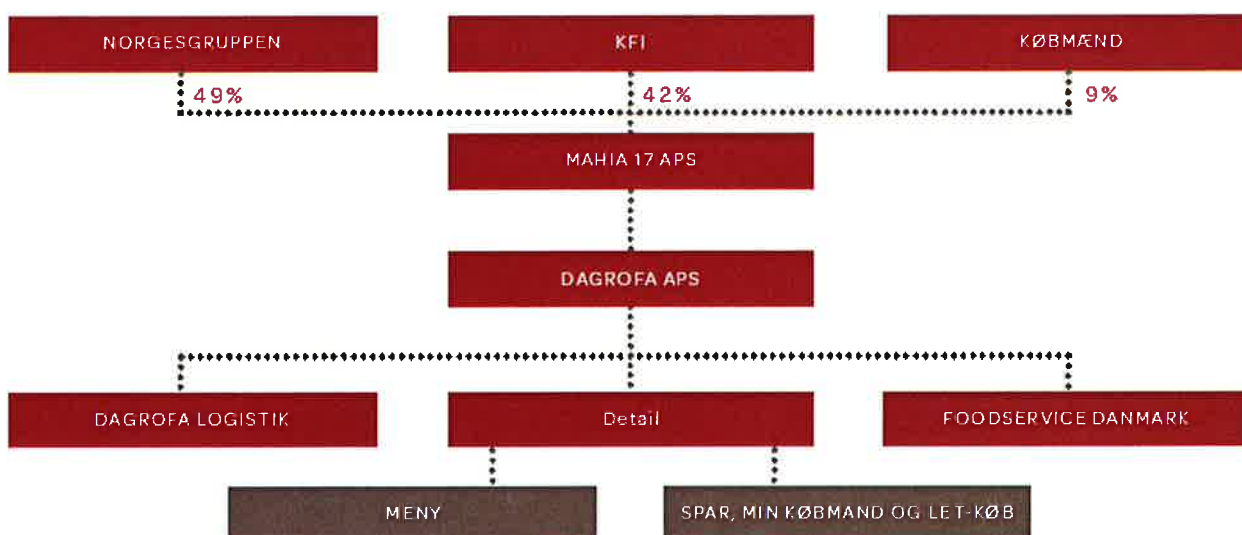 NORGESGRUPPEN
KFI
KØBMÆND
49%
42%
9%
MAHIA 17 APS
DAGROFA APS
DAGROFA LOGISTIK
Detail
FOODSERVICE DANMARK
MENY
SPAR, MIN KØBMAND OG LET-KØB